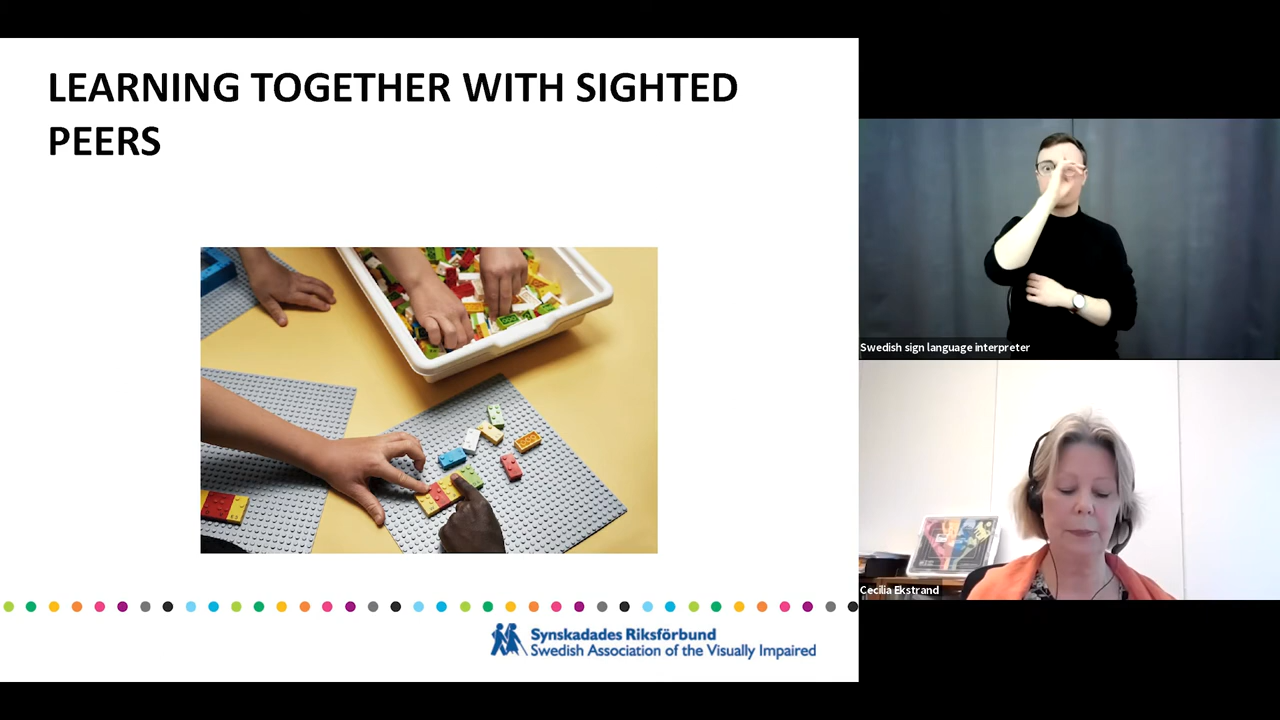 LEARNING TOGETHER WITH SIGHTED
PEERS
Synskadades Riksförbund
Swedish Association of the Visually Impaired
Swedish sign language interpreter
Cecilia Ekstrand